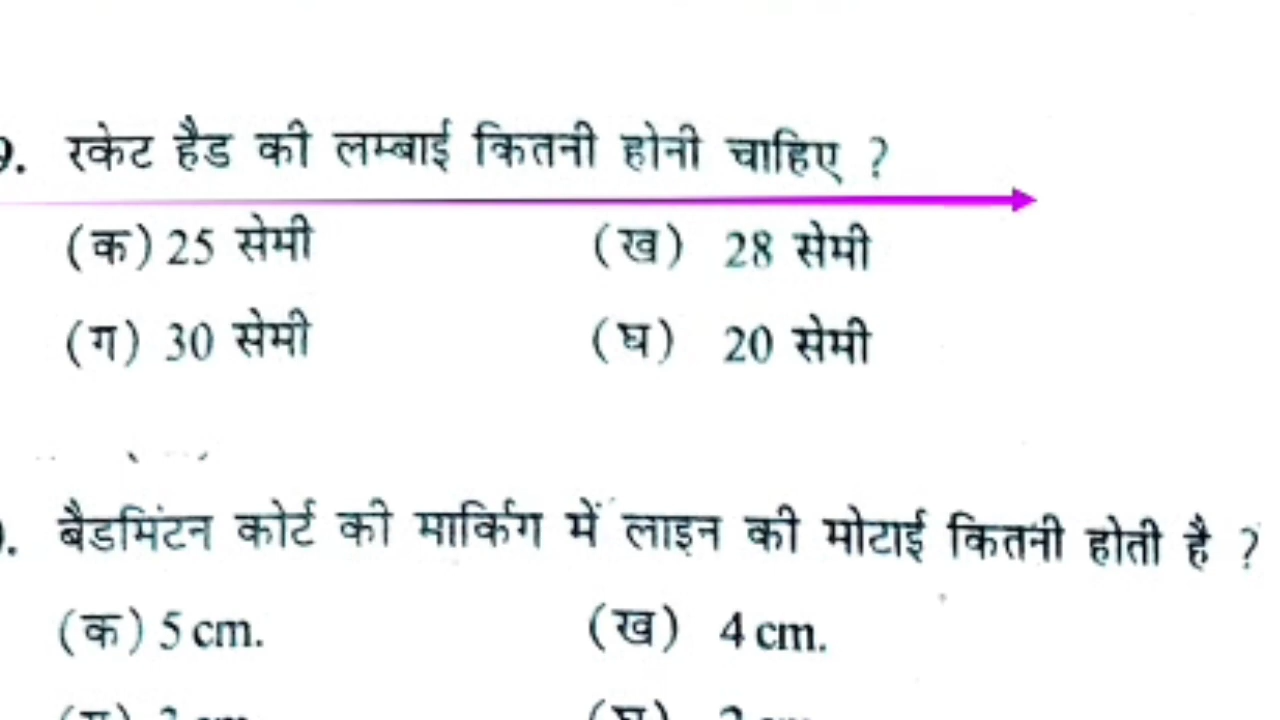 9. रकेट हैड की लम्बाई कितनी होनी चाहिए ?
(क) 25 सेमी (ख) 28 सेमी
(ग) 30 सेमी (घ) 20 सेमी
बैडमिंटन कोर्ट की मार्किग में लाइन की मोटाई कितनी होती है ?
(क) 5 cm. (ख) 4 cm.